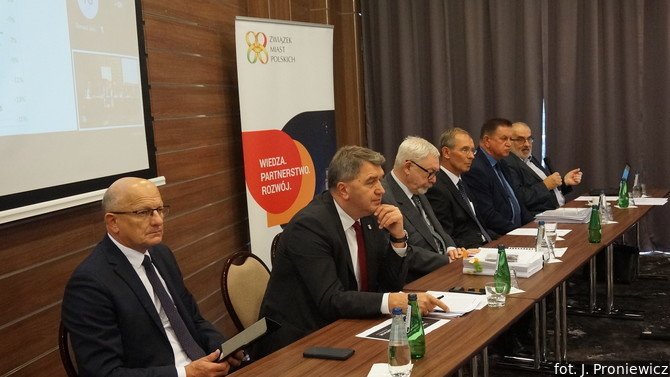 ZWIĄZEK
MIAST
POLSKICH
WIEDZA.
PARTNERSTWO.
ROZWÓJ.
fot. J. Proniewicz